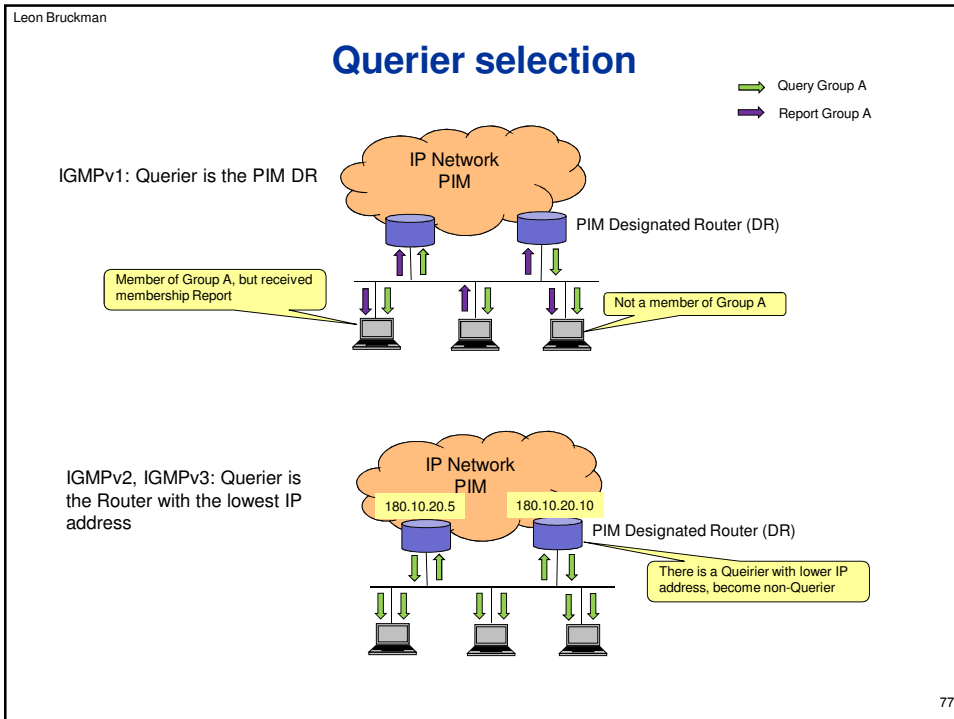 Leon Bruckman
Querier selection
Query Group A
Report Group A
IGMPv1: Querier is the PIM DR
IP Network
PIM
PIM Designated Router (DR)
Member of Group A, but received
membership Report
Not a member of Group A
IGMPv2, IGMPv3: Querier is
the Router with the lowest IP
address
IP Network
PIM
180.10.20.5
180.10.20.10
PIM Designated Router (DR)
There is a Queirier with lower IP
address, become non-Querier
77